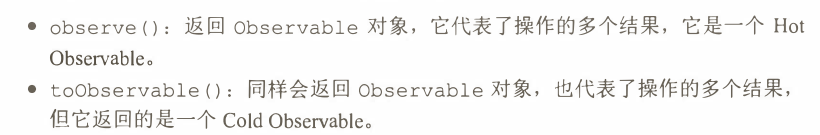 • observe()：返回 Observable 对象，它代表了操作的多个结果，它是一个 Hot
Observable。
• toObservable()：同样会返回 Observable 对象，也代表了操作的多个结果，
但它返回的是一个 Cold Observable。